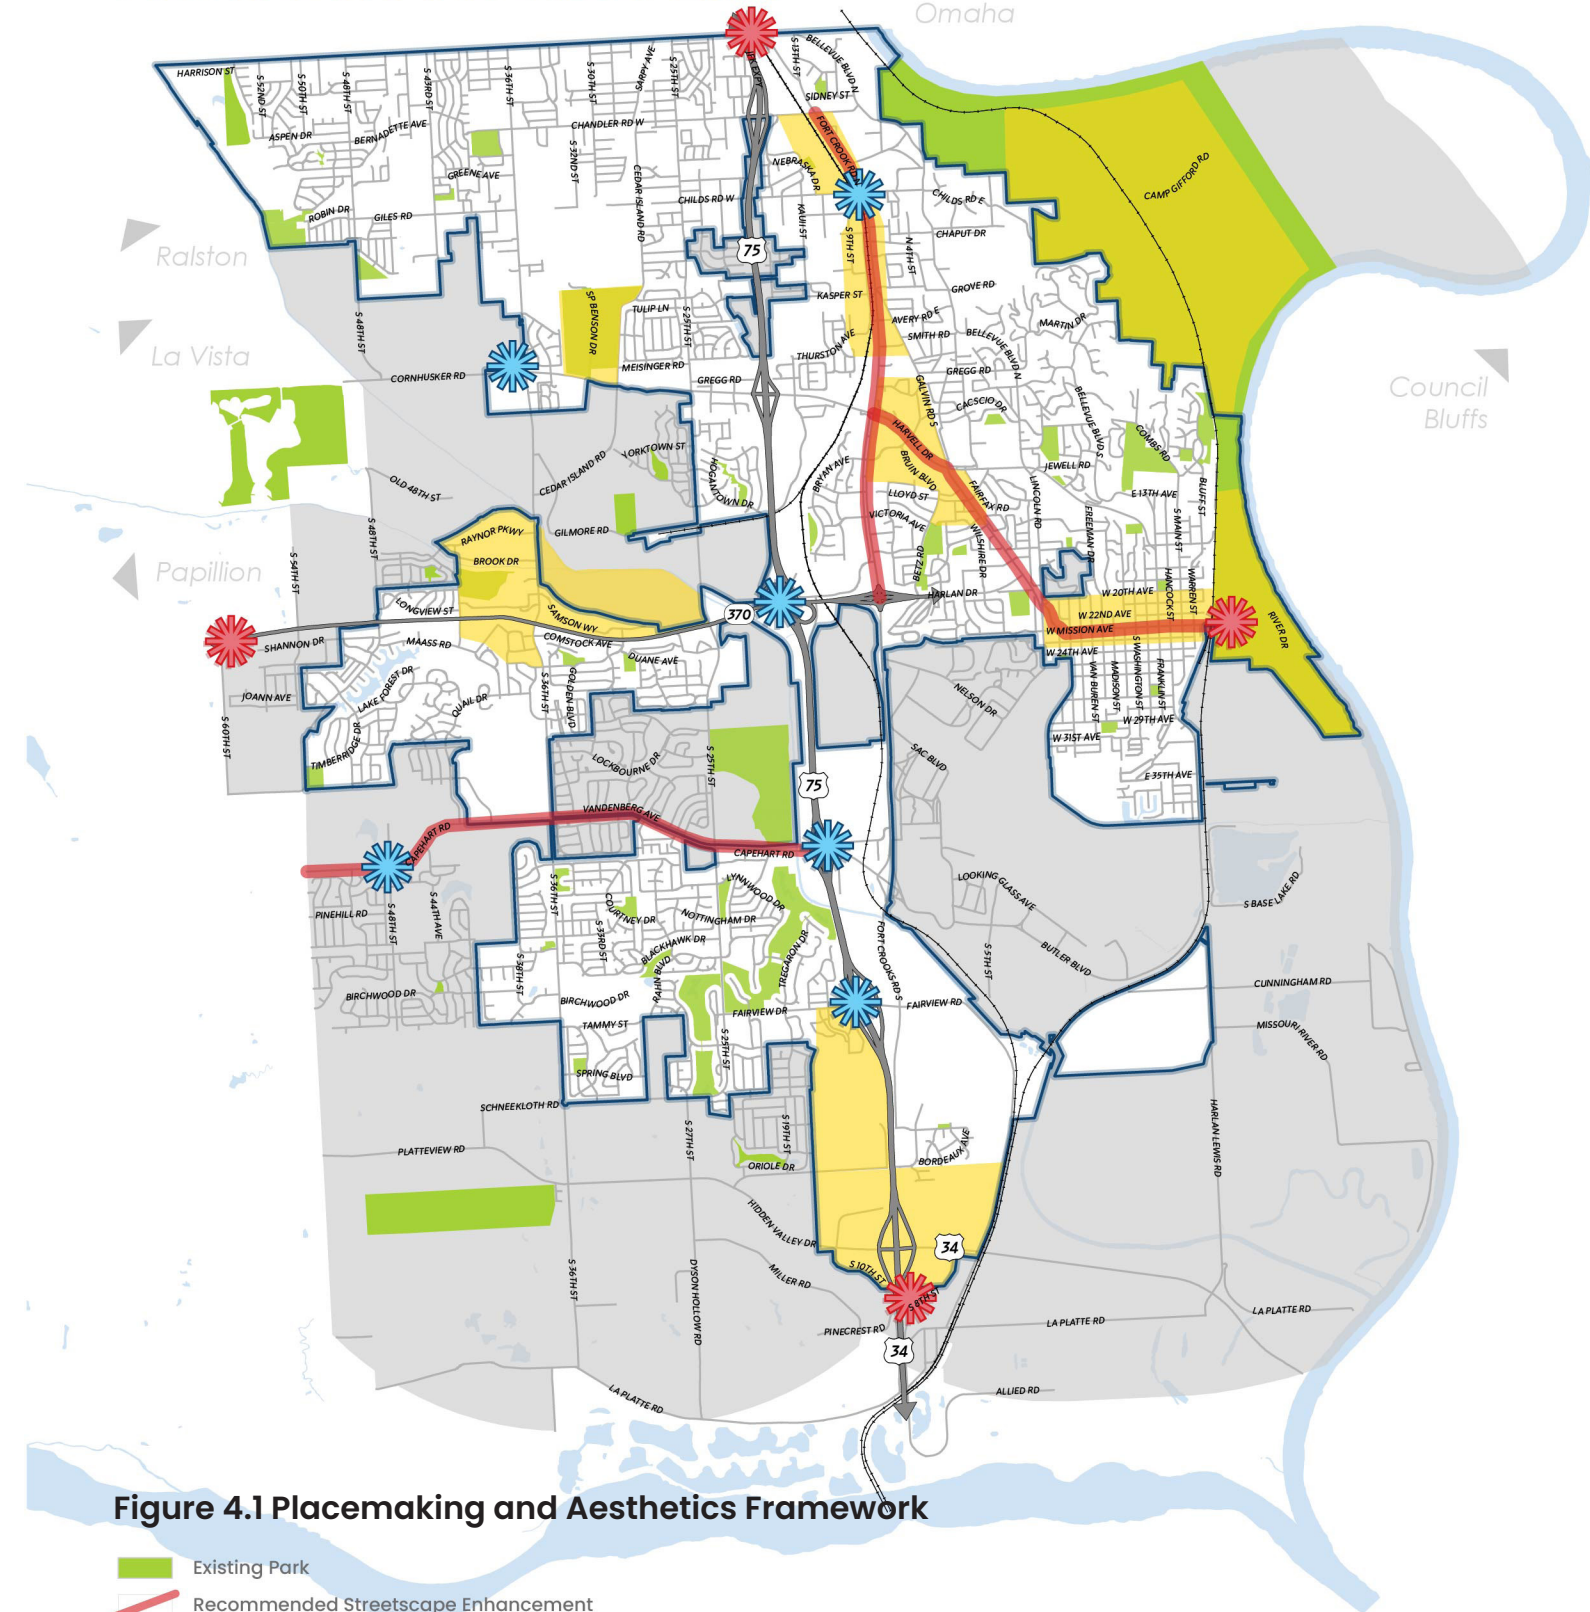 Omaha
HARRISON ST
S 52ND ST
S 50TH ST
S 48TH ST
S 43RD ST
S 36TH ST
S 30TH ST
SARPY AVE
S 25TH ST
JFK EXPY
S 13TH ST
BELLEVUE BLVD N
SIDNEY ST
ASPEN DR
BERNADETTE AVE
CHANDLER RD W
FORT CROOK RD N
GREENE AVE
S 32ND ST
CEDAR ISLAND RD
NEBRASKA DR
CHILDS RD W
CHILDS RD E
CAMP GIFFORD RD
ROBIN DR
GILES RD
KAUII ST
S 9TH ST
N 4TH ST
CHAPUT DR
Ralston
75
SP BENSON DR
TULIP LN
S 25TH ST
KASPER ST
GROVE RD
AVERY RD E
MARTIN DR
S 48TH ST
SMITH RD
BELLEVUE BLVD N
THURSTON AVE
La Vista
CORNHUSKER RD
MEISINGER RD
GREGG RD
GREGG RD
GALVIN RD S
CACSCIO DR
BELLEVUE BLVD S
Council
Bluffs
HARVELL DR
COMBS RD
YORKTOWN ST
CEDAR ISLAND RD
HOGANTOWN DR
BRYAN AVE
BRUIN BLVD
JEWELL RD
OLD 48TH ST
LLOYD ST
FAIRFAX RD
LINCOLN RD
E 13TH AVE
BLUFF ST
S 48TH ST
RAYNOR PKWY
GILMORE RD
VICTORIA AVE
WILSHIRE DR
FREEMAN DR
S MAIN ST
BROOK DR
BETZ RD
Papillion
S 54TH ST
HANCOCK ST
WARREN ST
LONGVIEW ST
SAMSON WY
370
HARLAN DR
W 20TH AVE
W 22ND AVE
W MISSION AVE
RIVER DR
SHANNON DR
MAASS RD
COMSTOCK AVE
DUANE AVE
W 24TH AVE
JOANN AVE
LAKE FOREST DR
QUAIL DR
S 36TH ST
GOLDEN BLVD
NELSON DR
VAN BUREN ST
MADISON ST
S WASHINGTON ST
FRANKLIN ST
S 60TH ST
TIMBERRIDGE DR
W 29TH AVE
W 31ST AVE
LOCKBOURNE DR
S 25TH ST
SAC BLVD
75
E 35TH AVE
VANDENBERG AVE
CAPEHART RD
CAPEHART RD
LYNNWOOD DR
LOOKING GLASS AVE
S BASE LAKE RD
PINEHILL RD
S 48TH ST
S 44TH AVE
S 36TH ST
COURTNEY DR
NOTTINGHAM DR
S 33RD ST
BLACKHAWK DR
TREGARON DR
FORT CROOKS RD S
S 5TH ST
BUTLER BLVD
S 38TH ST
RAHN BLVD
BIRCHWOOD DR
BIRCHWOOD DR
FAIRVIEW DR
FAIRVIEW RD
CUNNINGHAM RD
TAMMY ST
S 25TH ST
MISSOURI RIVER RD
SPRING BLVD
SCHNEEKLOTH RD
S 27TH ST
S 19TH ST
HARLAN LEWIS RD
PLATTEVIEW RD
ORIOLE DR
BORDEAUX AVE
HIDDEN VALLEY DR
34
S 36TH ST
DYSON HOLLOW RD
MILLER RD
S 10TH ST
S 8TH ST
LA PLATTE RD
PINECREST RD
LA PLATTE RD
34
LA PLATTE RD
ALLIED RD
Figure 4.1 Placemaking and Aesthetics Framework
Existing Park
Recommended Streetscape Enhancement